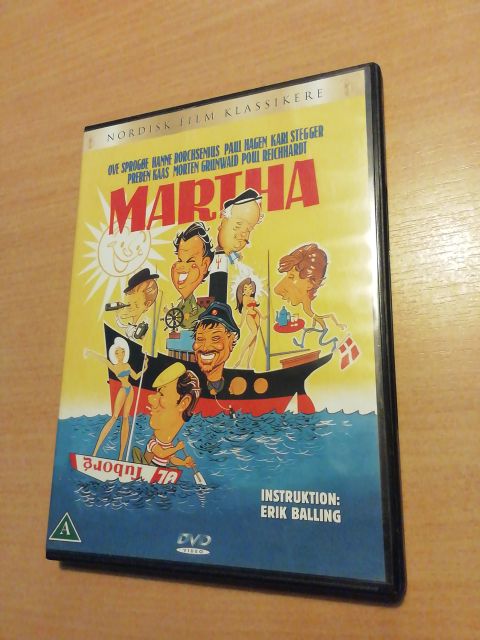 NORDISK FILM KLASSIKERE
OVE SPROGØE HANNE BORCHSENIUS PAUL HAGEN KARL STEGGER
PREBEN KAAS MORTEN GRUNWALD POUL REICHHARDT
MARTHA
Tuborg
ØL
INSTRUKTION:
ERIK BALLING
A
DVD
VIDEO